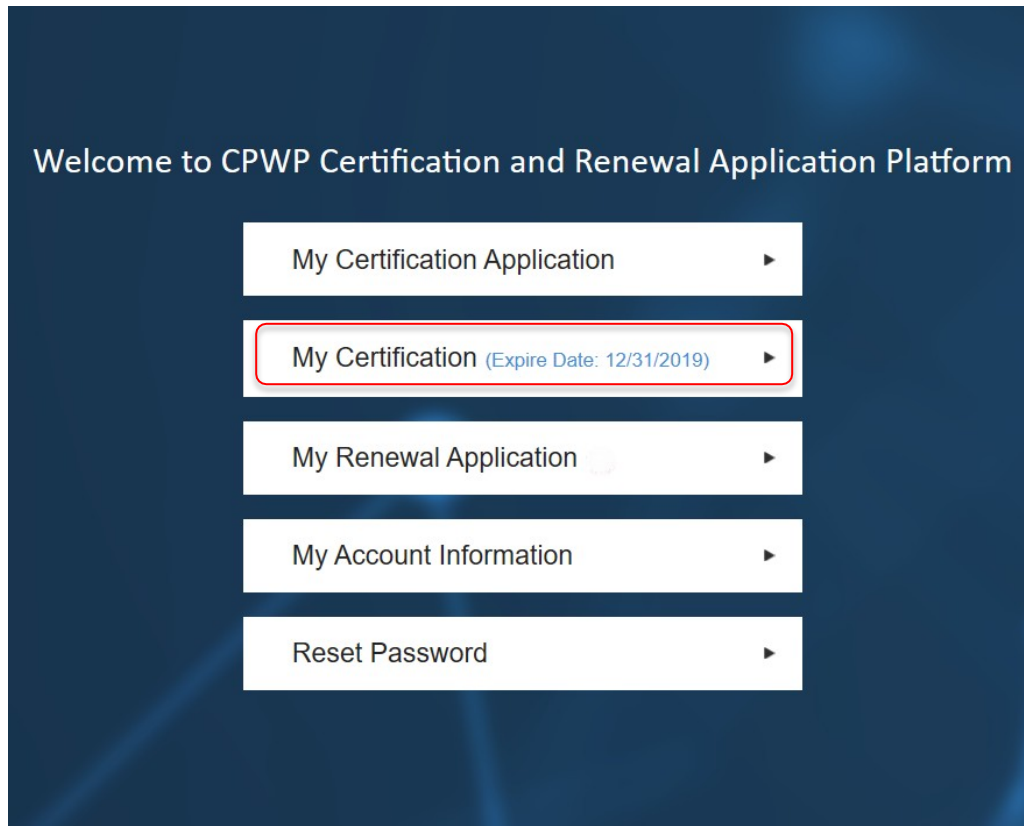 Welcome to CPWP Certification and Renewal Application Platform
My Certification Application
My Certification (Expire Date: 12/31/2019)
My Renewal Application
My Account Information
Reset Password